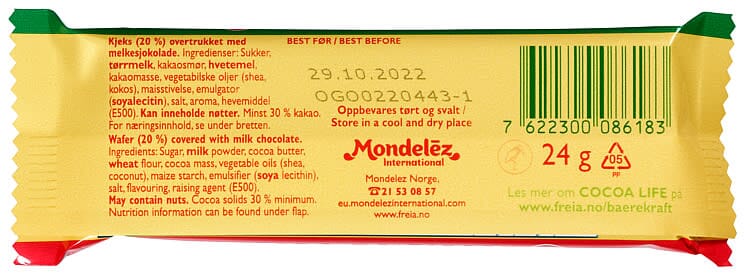 Kjeks (20 %) overtrukket med
melkesjokolade. Ingredienser: Sukker,
tørrmelk, kakaosmør, hvetemel,
kakaomasse, vegetabilske oljer (shea,
kokos), maisstivelse, emulgator
(soyalecitin), salt, aroma, hevemiddel
(E500). Kan inneholde nøtter. Minst 30 % kakao.
For næringsinnhold, se under bretten.
Wafer (20 %) covered with milk chocolate.
Ingredients: Sugar, milk powder, cocoa butter,
wheat flour, cocoa mass, vegetable oils (shea,
coconut), maize starch, emulsifier (soya lecithin),
salt, flavouring, raising agent (E500).
May contain nuts. Cocoa solids 30 % minimum.
Nutrition information can be found under flap.
BEST FØR / BEST BEFORE
29.10.2022
OGO0220443-1
Oppbevares tørt og svalt /
Store in a cool and dry place
Mondelēz
International
Mondelez Norge,
☎21 53 08 57
eu.mondelezinternational.com
www.freia.no
7 622300 086183
24 g
05
PP
Les mer om COCOA LIFE på
www.freia.no/baerekraft